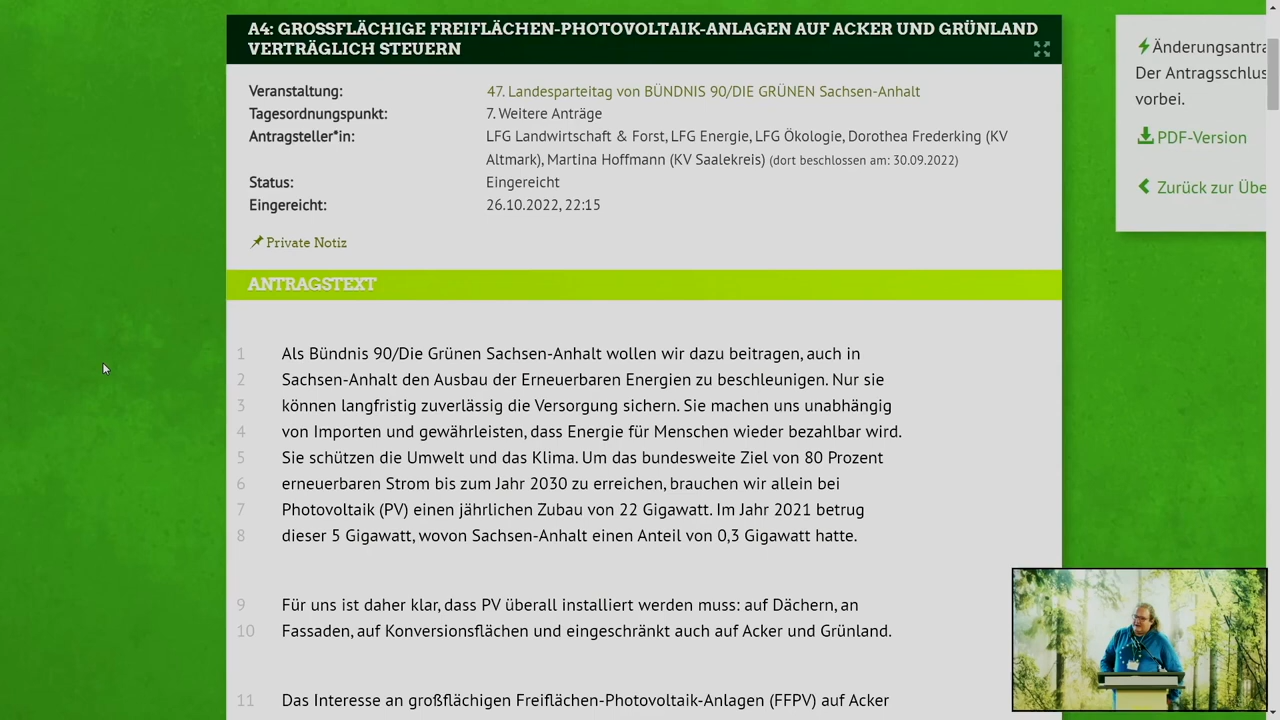 A4: GROSSFLÄCHIGE FREIFLÄCHEN-PHOTOVOLTAIK-ANLAGEN AUF ACKER UND GRÜNLAND
VERTRÄGLICH STEUERN
Veranstaltung: 47. Landesparteitag von BÜNDNIS 90/DIE GRÜNEN Sachsen-Anhalt
Tagesordnungspunkt: 7. Weitere Anträge
Antragsteller*in: LFG Landwirtschaft & Forst, LFG Energie, LFG Ökologie, Dorothea Frederking (KV
Altmark), Martina Hoffmann (KV Saalekreis) (dort beschlossen am: 30.09.2022)
Status: Eingereicht
Eingereicht: 26.10.2022, 22:15
Private Notiz
ANTRAGSTEXT
1 Als Bündnis 90/Die Grünen Sachsen-Anhalt wollen wir dazu beitragen, auch in
2 Sachsen-Anhalt den Ausbau der Erneuerbaren Energien zu beschleunigen. Nur sie
3 können langfristig zuverlässig die Versorgung sichern. Sie machen uns unabhängig
4 von Importen und gewährleisten, dass Energie für Menschen wieder bezahlbar wird.
5 Sie schützen die Umwelt und das Klima. Um das bundesweite Ziel von 80 Prozent
6 erneuerbaren Strom bis zum Jahr 2030 zu erreichen, brauchen wir allein bei
7 Photovoltaik (PV) einen jährlichen Zubau von 22 Gigawatt. Im Jahr 2021 betrug
8 dieser 5 Gigawatt, wovon Sachsen-Anhalt einen Anteil von 0,3 Gigawatt hatte.
9 Für uns ist daher klar, dass PV überall installiert werden muss: auf Dächern, an
10 Fassaden, auf Konversionsflächen und eingeschränkt auch auf Acker und Grünland.
11 Das Interesse an großflächigen Freiflächen-Photovoltaik-Anlagen (FFPV) auf Acker
Änderungsantra
Der Antragsschlus
vorbei.
PDF-Version
Zurück zur Übe